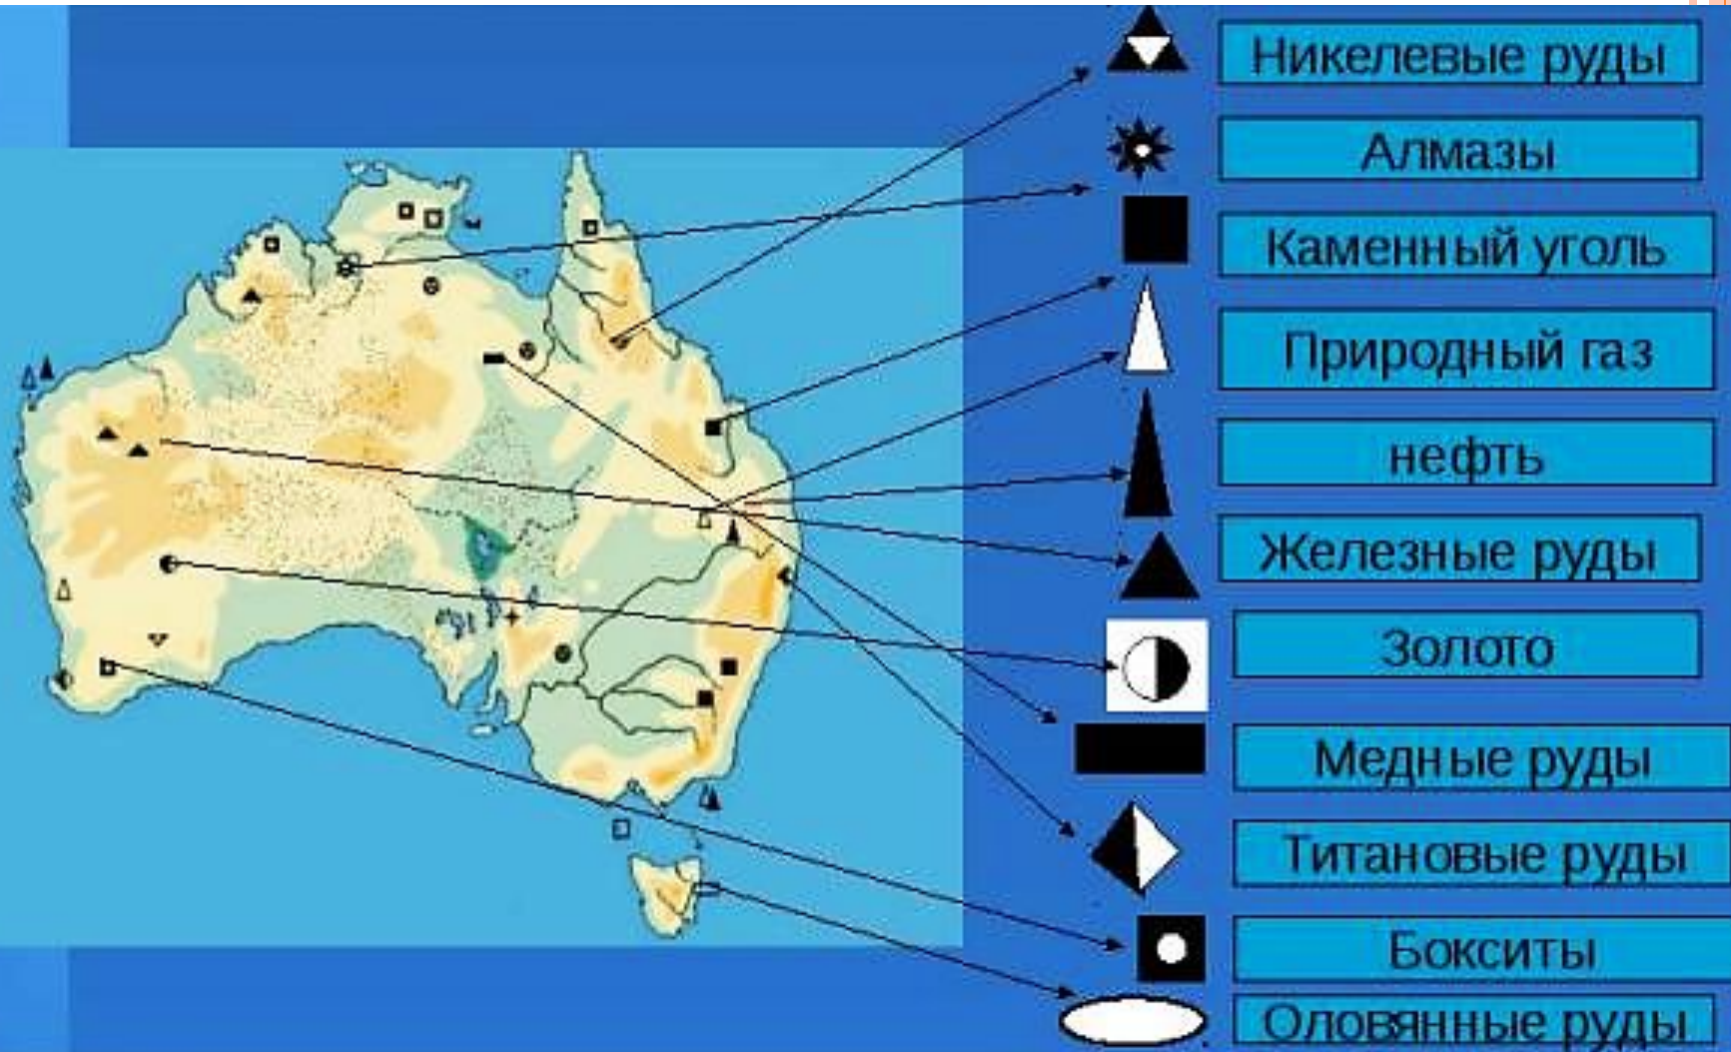 Никелевые руды
Алмазы
Каменный уголь
Природный газ
нефть
Железные руды
Золото
Медные руды
Титановые руды
Бокситы
Оловянные руды